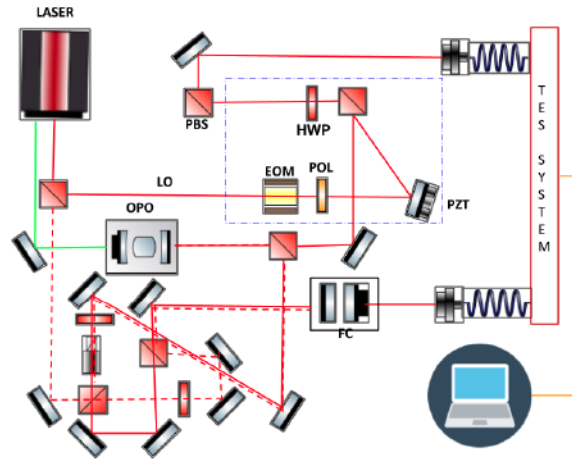 LASER
PBS
HWP
LO
EOM
POL
OPO
PZT
FC
TES SYSTEM